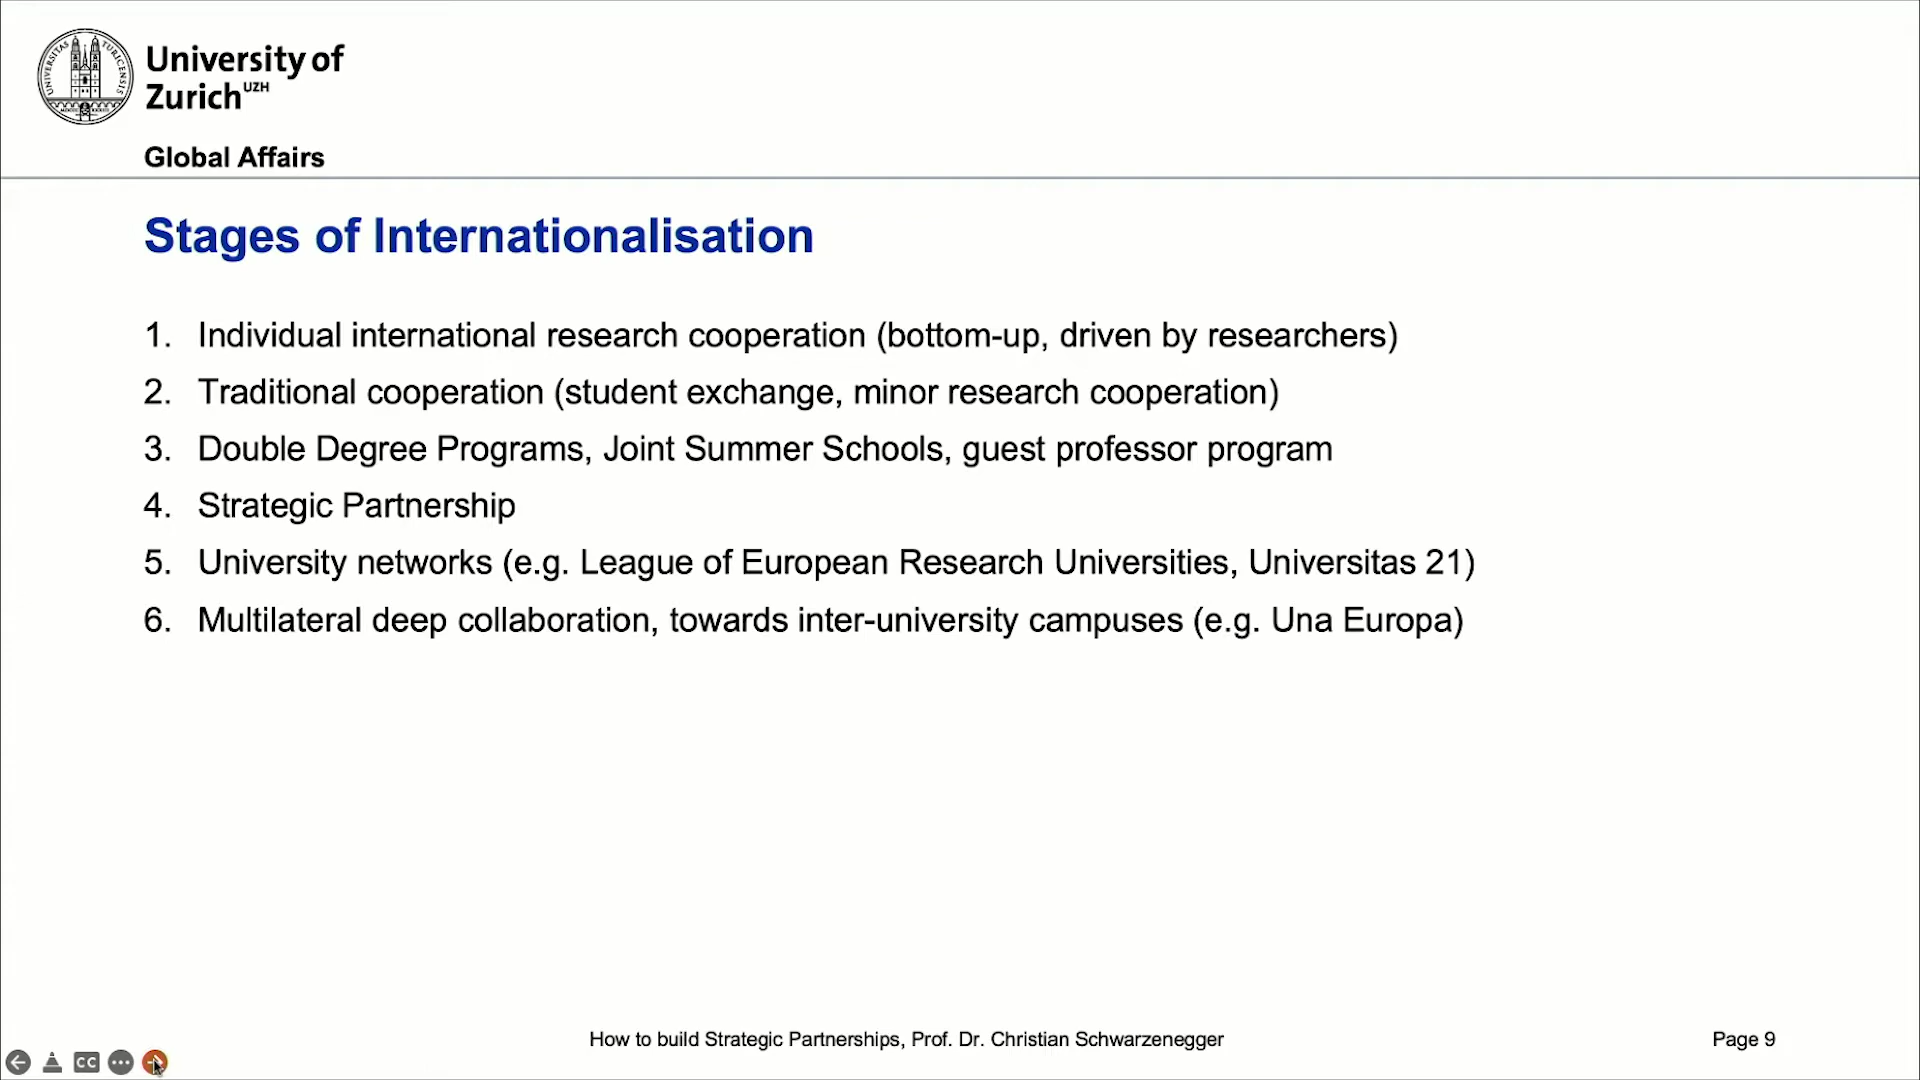 UNIVERSITAS TURICENSIS
University of
Zurich UZH
Global Affairs
Stages of Internationalisation
1. Individual international research cooperation (bottom-up, driven by researchers)
2. Traditional cooperation (student exchange, minor research cooperation)
3. Double Degree Programs, Joint Summer Schools, guest professor program
4. Strategic Partnership
5. University networks (e.g. League of European Research Universities, Universitas 21)
6. Multilateral deep collaboration, towards inter-university campuses (e.g. Una Europa)
How to build Strategic Partnerships, Prof. Dr. Christian Schwarzenegger
Page 9
CC